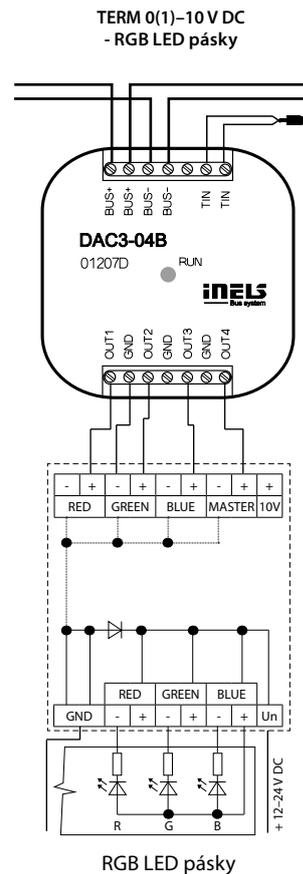 TERM 0(1)–10 V DC
- RGB LED pásky
BUS+ BUS+ BUS- BUS- TIN TIN
DAC3-04B
01207D
RUN
iNELS
Bus system
OUT1 GND OUT2 GND OUT3 GND OUT4
- + - + - + - + +
RED GREEN BLUE MASTER 10V
RED GREEN BLUE
GND - + - + - + Un
+ 12–24 V DC
R G B
RGB LED pásky